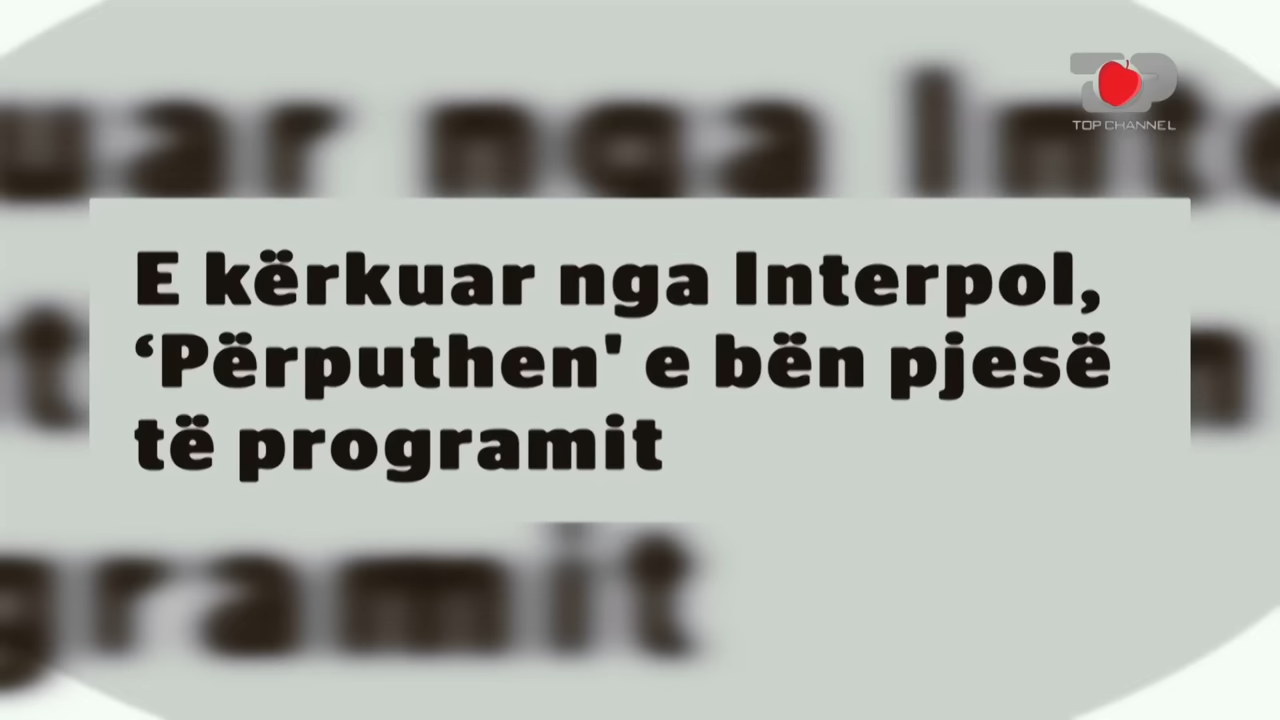 TOP CHANNEL
E kërkuar nga Interpol,
‘Përputhen' e bën pjesë
të programit